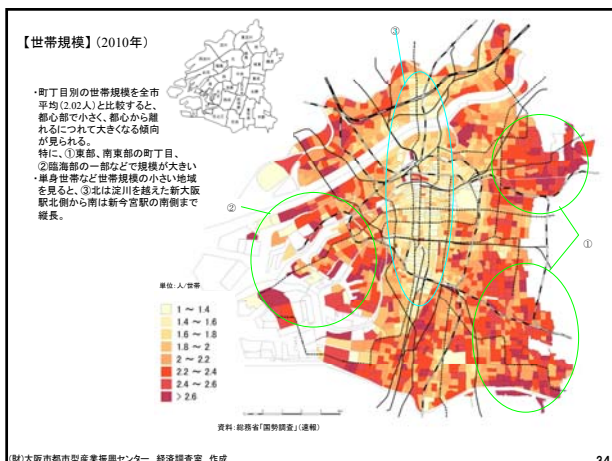 【世帯規模】(2010年)
・町丁目別の世帯規模を全市
平均(2.02人)と比較すると、
都心部で小さく、都心から離
れるにつれて大きくなる傾向
が見られる。
特に、①東部、南東部の町丁目、
②臨海部の一部などで規模が大きい
・単身世帯など世帯規模の小さい地域
を見ると、③北は淀川を越えた新大阪
駅北側から南は新今宮駅の南側まで
縦長。
③
②
①
単位:人/世帯
1 ～ 1.4
1.4 ～ 1.6
1.6 ～ 1.8
1.8 ～ 2
2 ～ 2.2
2.2 ～ 2.4
2.4 ～ 2.6
> 2.6
資料:総務省「国勢調査」(速報)
(財)大阪市都市型産業振興センター 経済調査室 作成
34